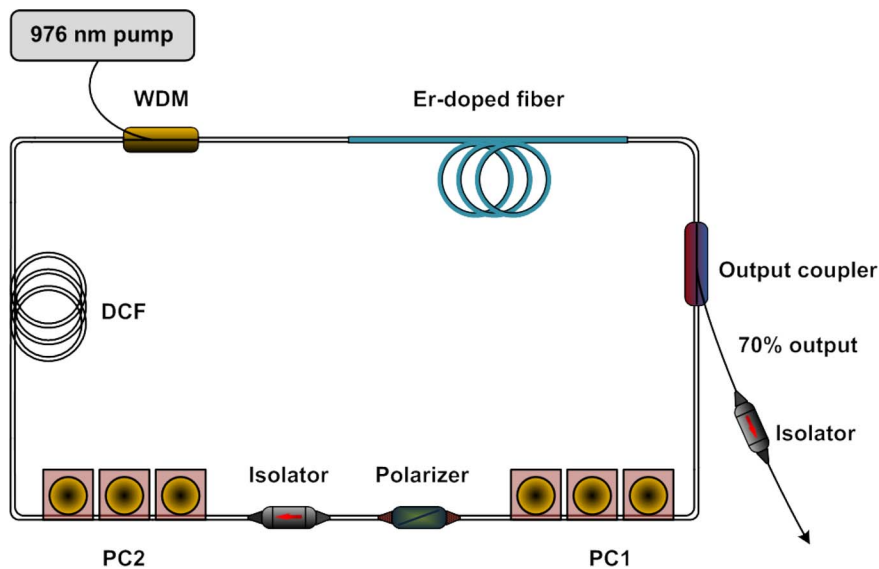 976 nm pump
WDM
Er-doped fiber
Output coupler
DCF
70% output
Isolator
Isolator
Polarizer
PC2
PC1